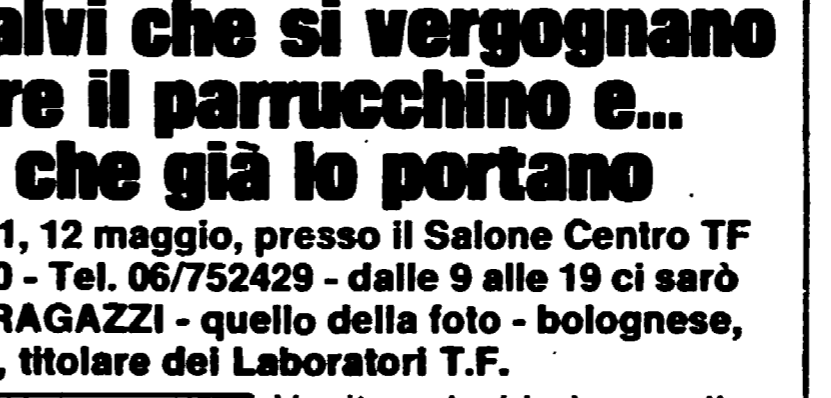 alvi che si vergognano
re il parrucchino e...
che già lo portano
1, 12 maggio, presso il Salone Centro TF
0 - Tel. 06/752429 - dalle 9 alle 19 ci sarò
RAGAZZI - quello della foto - bolognese,
, titolare dei Laboratori T.F.